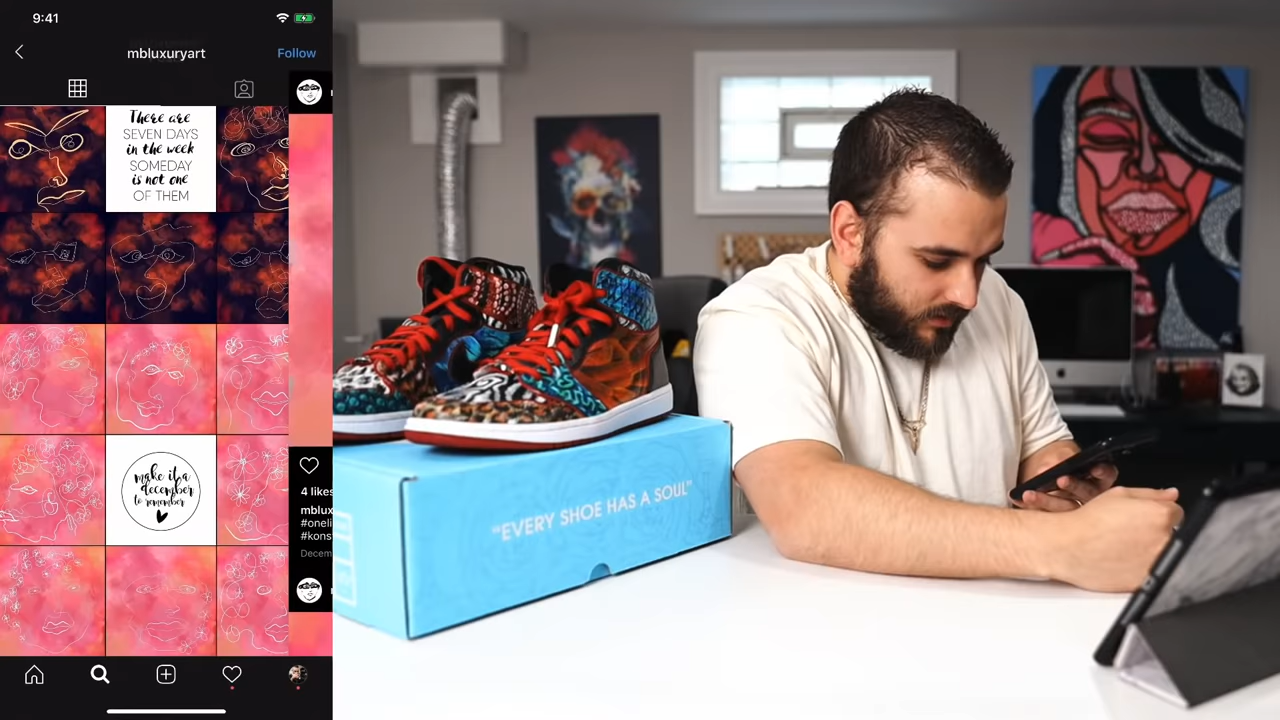 9:41
mbluxuryart
Follow
There are
SEVEN DAYS
in the week
SOMEDAY
is not one
OF THEM
make it a
december
to remember
4 likes
mblux
#oneli
#kons
Decem
"EVERY SHOE HAS A SOUL"